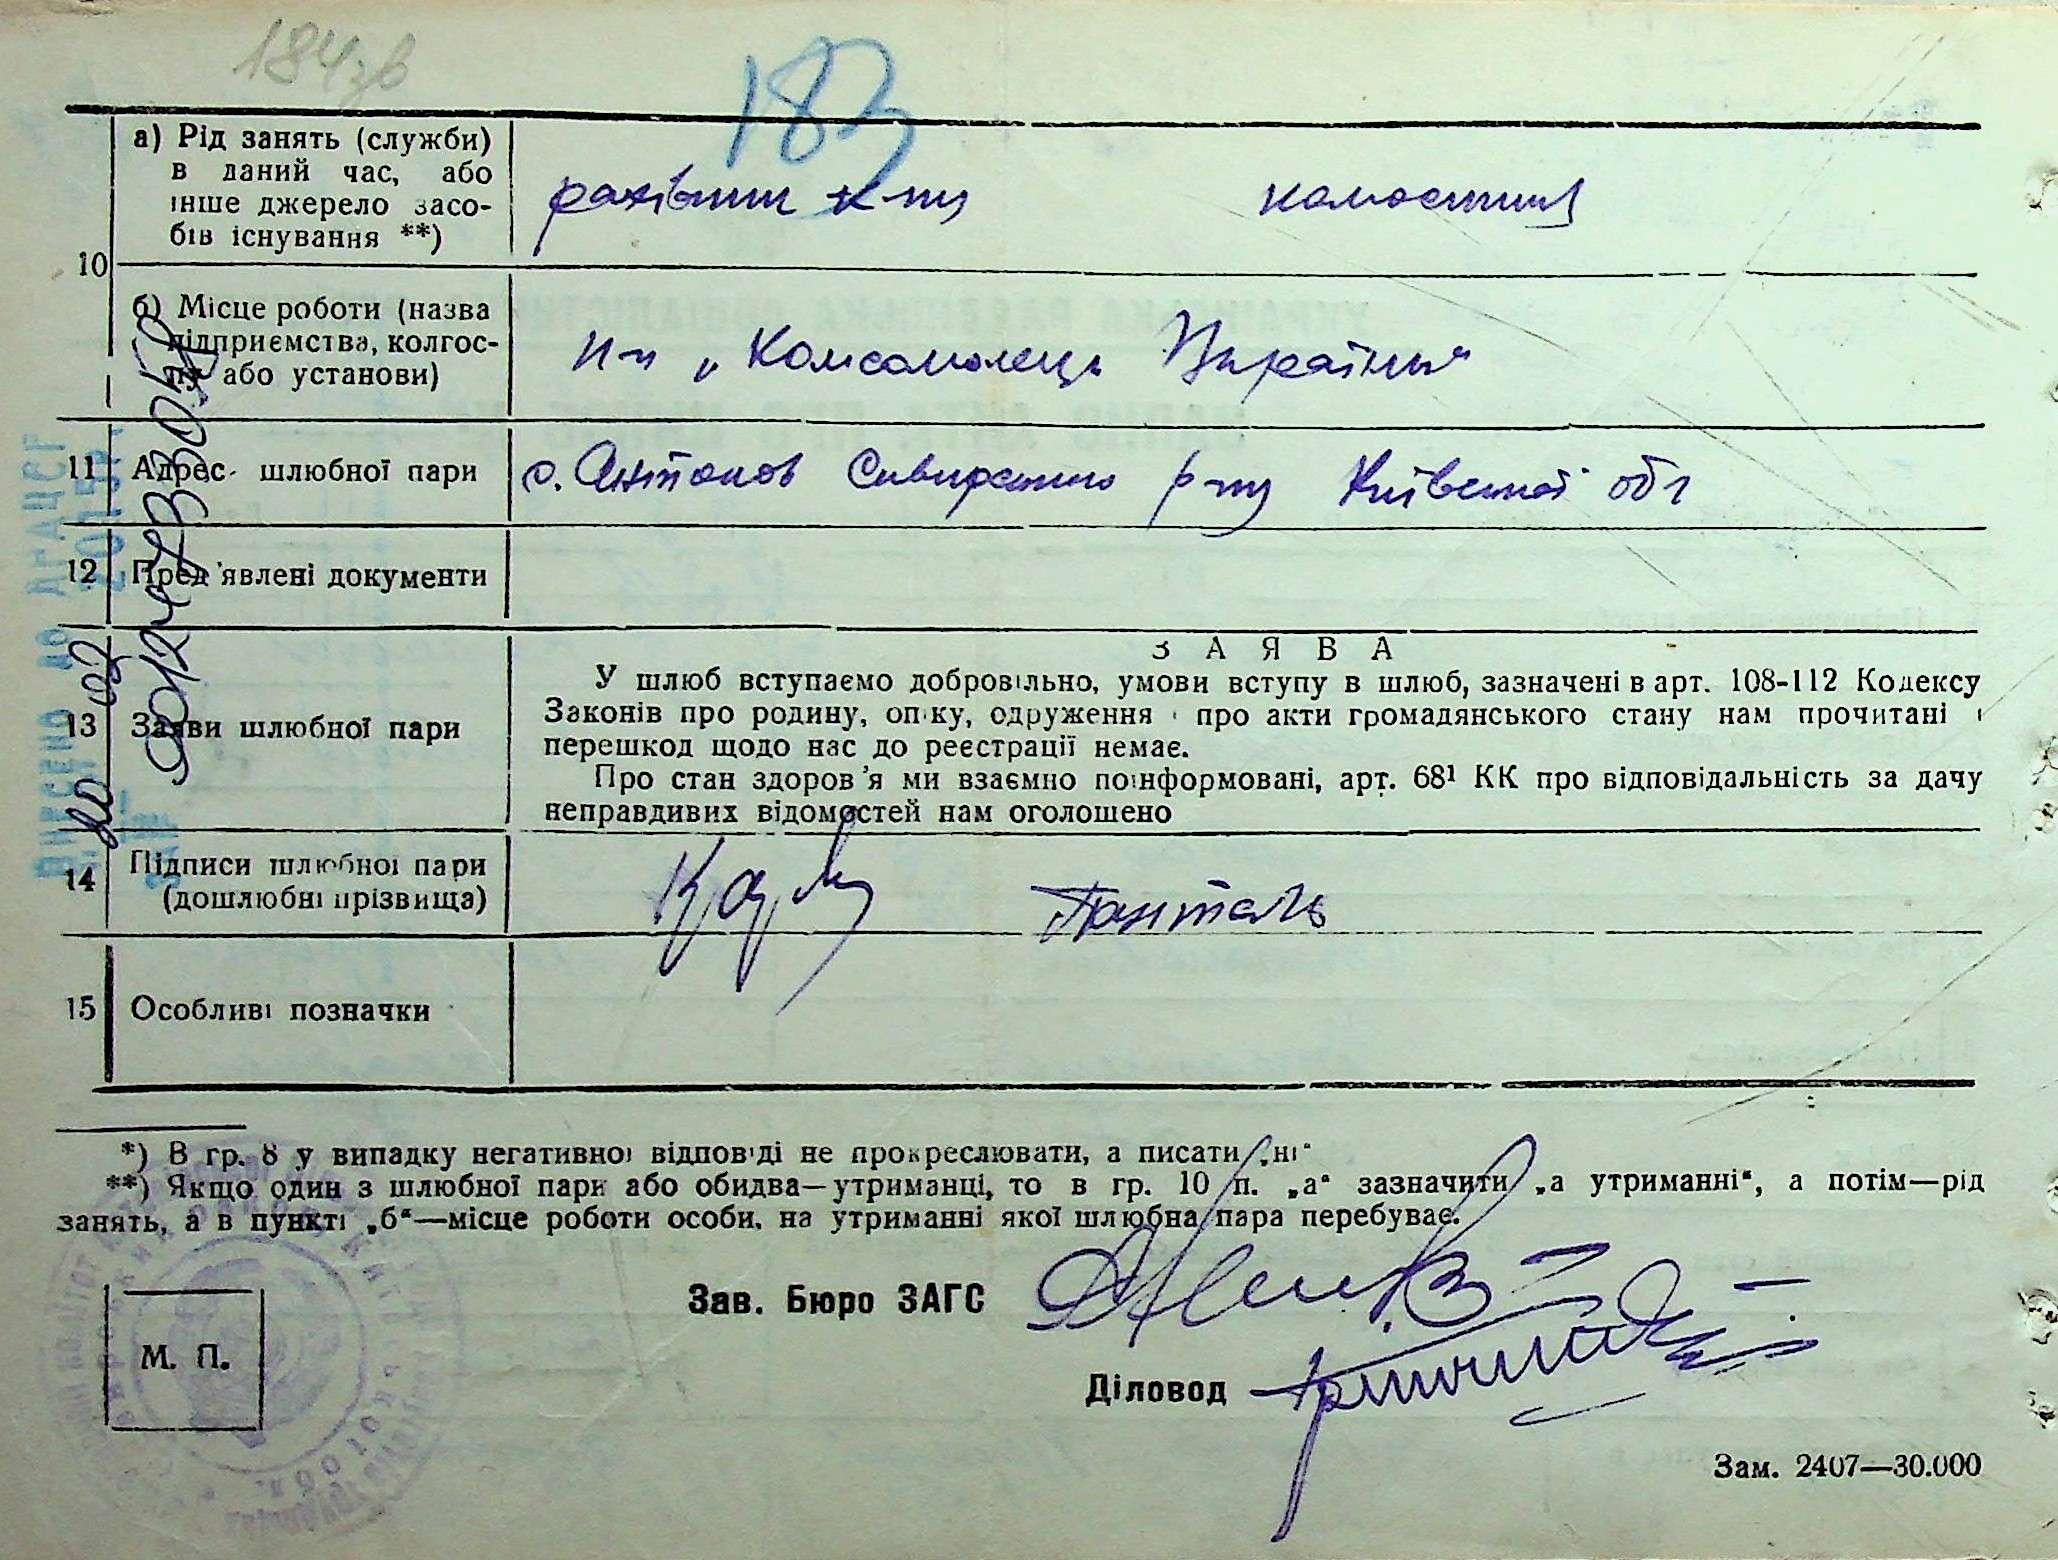 184зв
183
а) Рід занять (служби)
в даний час, або
інше джерело засо-
бів існування **)
рахівник к-пу
колгоспниця
10
б) Місце роботи (назва
підприємства, колгос-
пу або установи)
к-п „Комсомолець України“
11 Адрес шлюбної пари
с. Антонов Сквирського р-ну Київської обл
12 Пред'явлені документи
13 Заяви шлюбної пари
ЗАЯВА
У шлюб вступаємо добровільно, умови вступу в шлюб, зазначені в арт. 108-112 Кодексу
Законів про родину, опіку, одруження і про акти громадянського стану нам прочитані і
перешкод щодо нас до реєстрації немає.
Про стан здоров'я ми взаємно поінформовані, арт. 68¹ КК про відповідальність за дачу
неправдивих відомостей нам оголошено
14 Підписи шлюбної пари
(дошлюбні прізвища)
15 Особливі позначки
ВНЕСЕНО ДО ДРАЦСГ
00124733058
*) В гр. 8 у випадку негативної відповіді не прокреслювати, а писати „ні“
**) Якщо один з шлюбної пари або обидва—утриманці, то в гр. 10 п. „а“ зазначити „а утриманні“, а потім—рід
занять, а в пункті „б“—місце роботи особи, на утриманні якої шлюбна пара перебуває.
Зав. Бюро ЗАГС
М. П.
Діловод
Зам. 2407—30.000